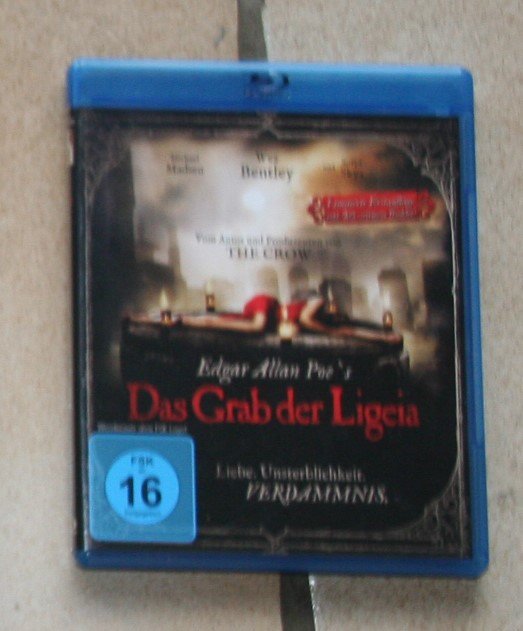 Michael
Madsen
Wes
Bentley
Vom Autor und Produzenten von
THE CROW
Edgar Allan Poe's
Das Grab der Ligeia
FSK
16
Liebe. Unsterblichkeit.
VERDAMMNIS.